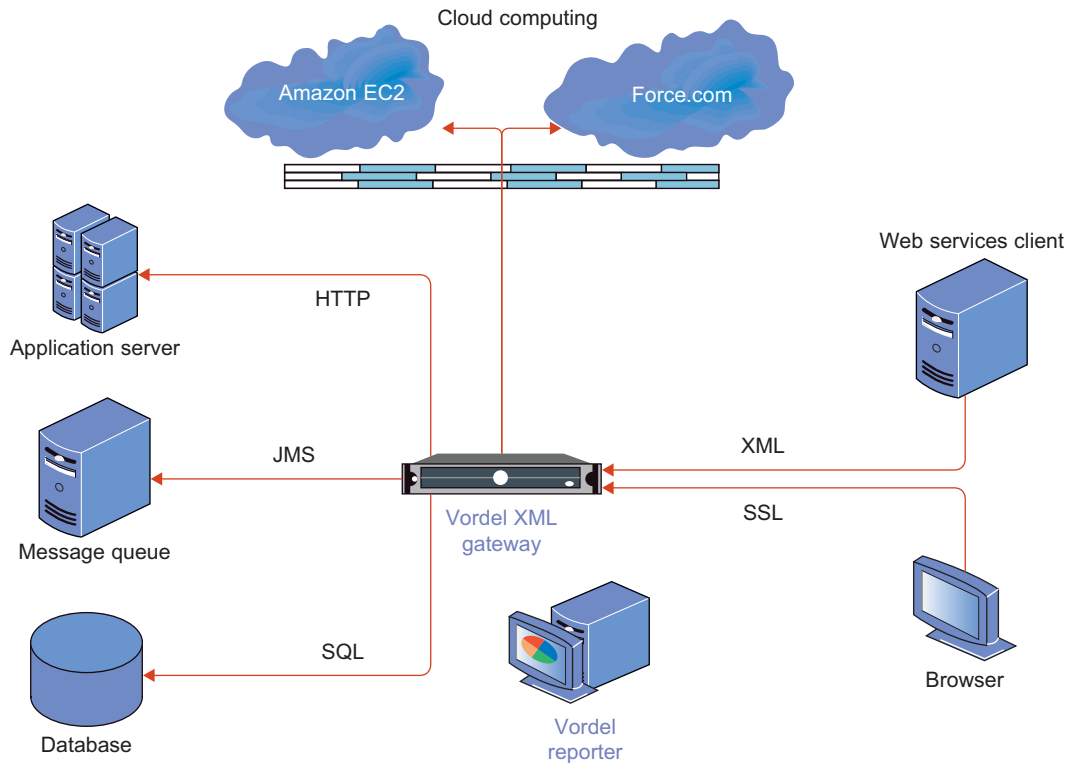 Cloud computing
Amazon EC2
Force.com
Web services client
HTTP
Application server
JMS
XML
Vordel XML
gateway
SSL
Message queue
SQL
Browser
Database
Vordel
reporter